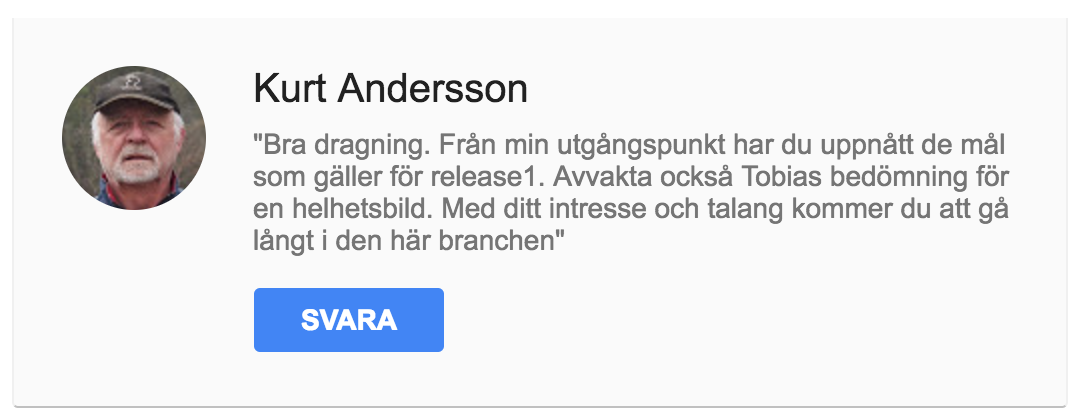 Kurt Andersson
"Bra dragning. Från min utgångspunkt har du uppnått de mål
som gäller för release1. Avvakta också Tobias bedömning för
en helhetsbild. Med ditt intresse och talang kommer du att gå
långt i den här branchen"
SVARA